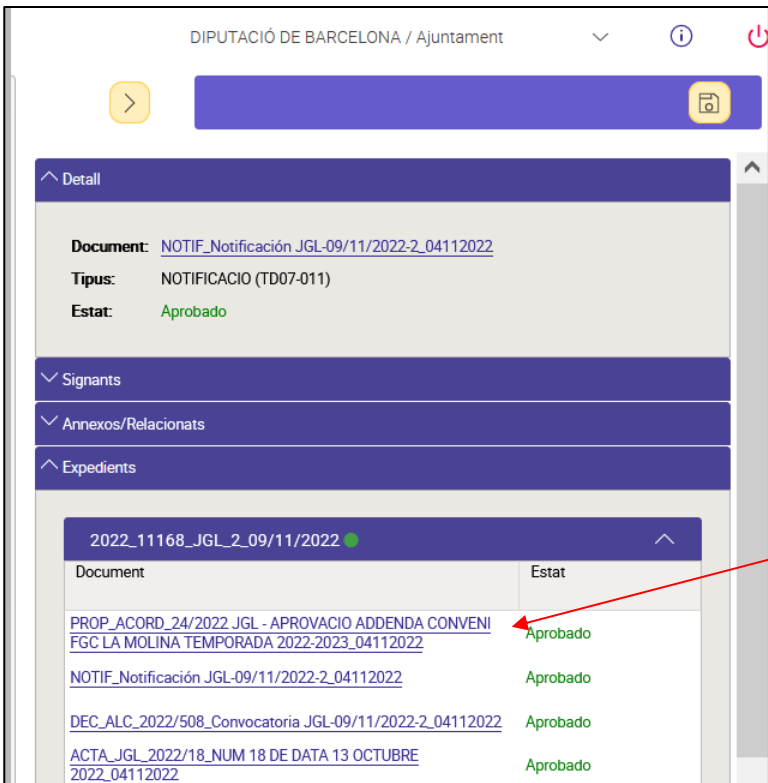 DIPUTACIÓ DE BARCELONA / Ajuntament
Detall
Document: NOTIF_Notificación JGL-09/11/2022-2_04112022
Tipus: NOTIFICACIO (TD07-011)
Estat: Aprobado
Signants
Annexos/Relacionats
Expedients
2022_11168_JGL_2_09/11/2022
Document Estat
PROP_ACORD_24/2022 JGL - APROVACIO ADDENDA CONVENI
FGC LA MOLINA TEMPORADA 2022-2023_04112022 Aprobado
NOTIF_Notificación JGL-09/11/2022-2_04112022 Aprobado
DEC_ALC_2022/508_Convocatoria JGL-09/11/2022-2_04112022 Aprobado
ACTA_JGL_2022/18_NUM 18 DE DATA 13 OCTUBRE
2022_04112022 Aprobado